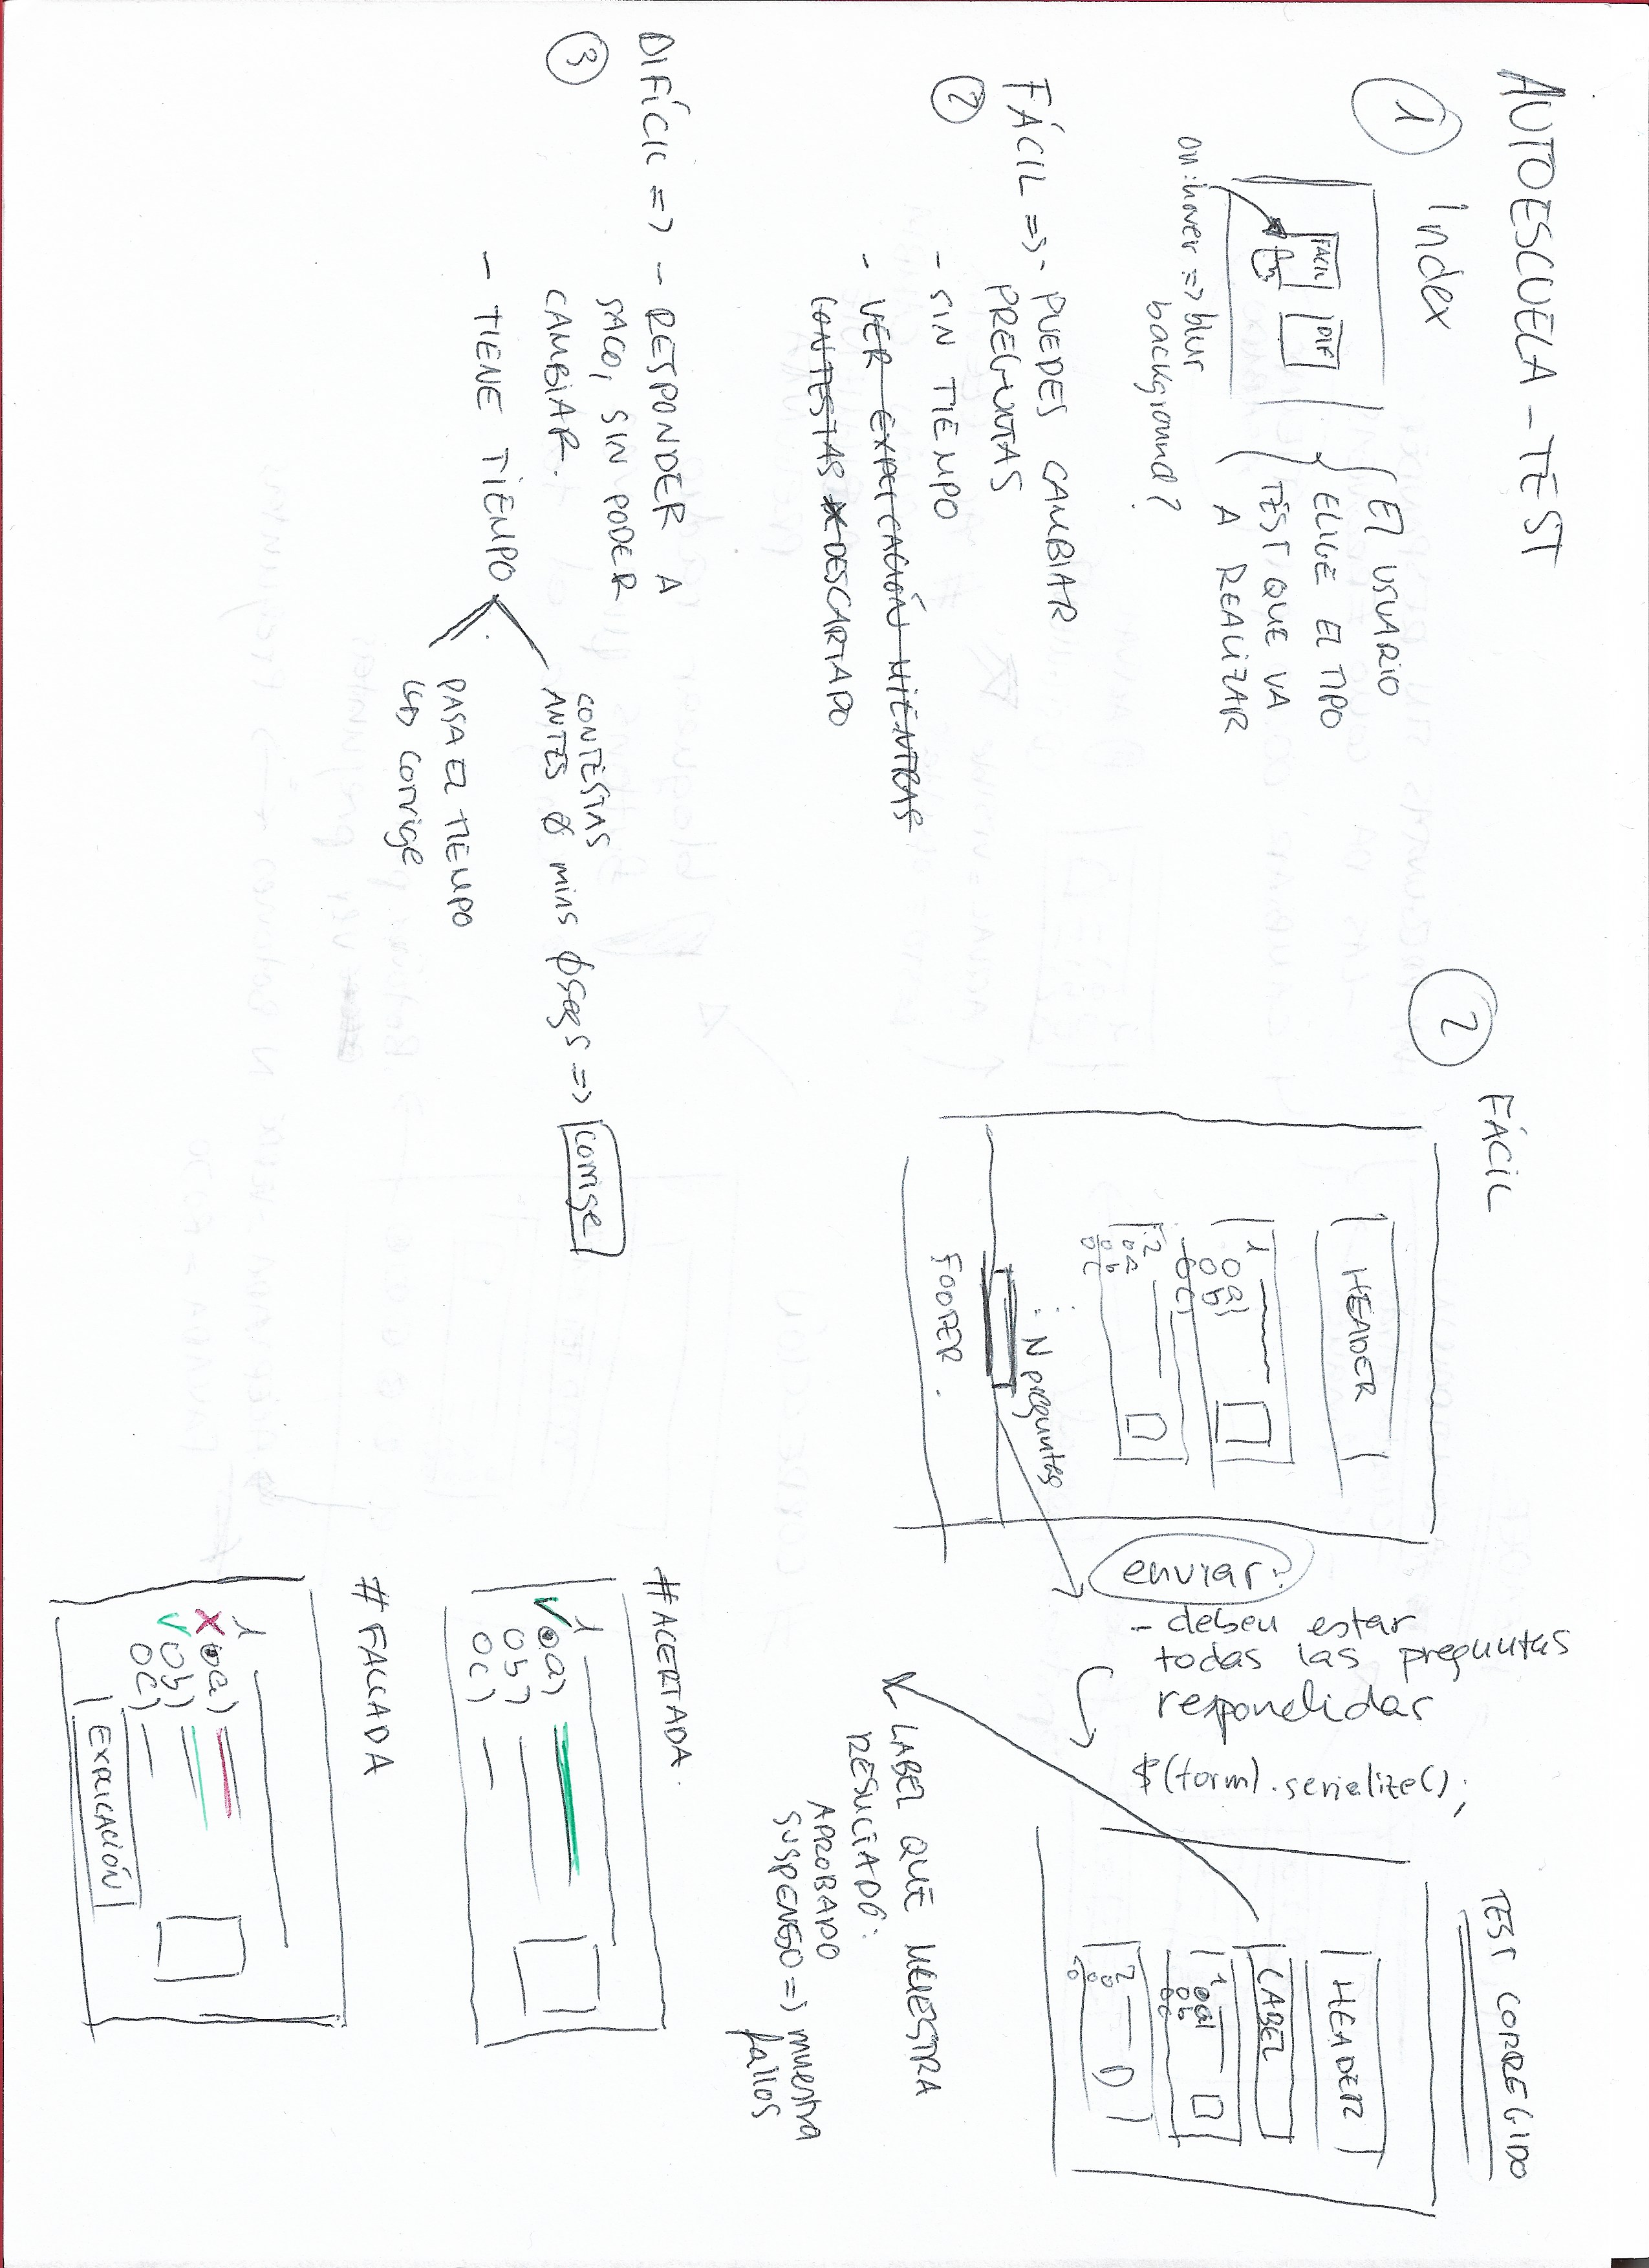 AUTOESCUELA - TEST
1 Index
FACIL DIF
EL USUARIO
ELIGE EL TIPO
TEST QUE VA
A REALIZAR
on:hover => blur
background?
FÁCIL => - PUEDES CAMBIAR
PREGUNTAS
2
- SIN TIEMPO
- VER EXPLICACIÓN MIENTRAS
CONTESTAS DESCARTADO
DIFÍCIL => - RESPONDER A
SACO, SIN PODER
CAMBIAR.
3
- TIENE TIEMPO
CONTESTAS
ANTES 0 mins 0 segs => corrige
PASA EL TIEMPO
↳ corrige
2 FÁCIL
HEADER
1
a)
b)
c)
2
a
b
c
N preguntas
FOOTER.
enviar:
- deben estar
todas las preguntas
respondidas
$(form).serialize();
TEST CORREGIDO
HEADER
LABEL
1
a)
b
c
2
LABEL QUE MUESTRA
RESULTADO:
APROBADO
SUSPENSO => muestra
fallos
# ACERTADA.
1
✓ a)
b)
c)
# FALLADA
1
X a)
✓ b)
c)
EXPLICACIÓN